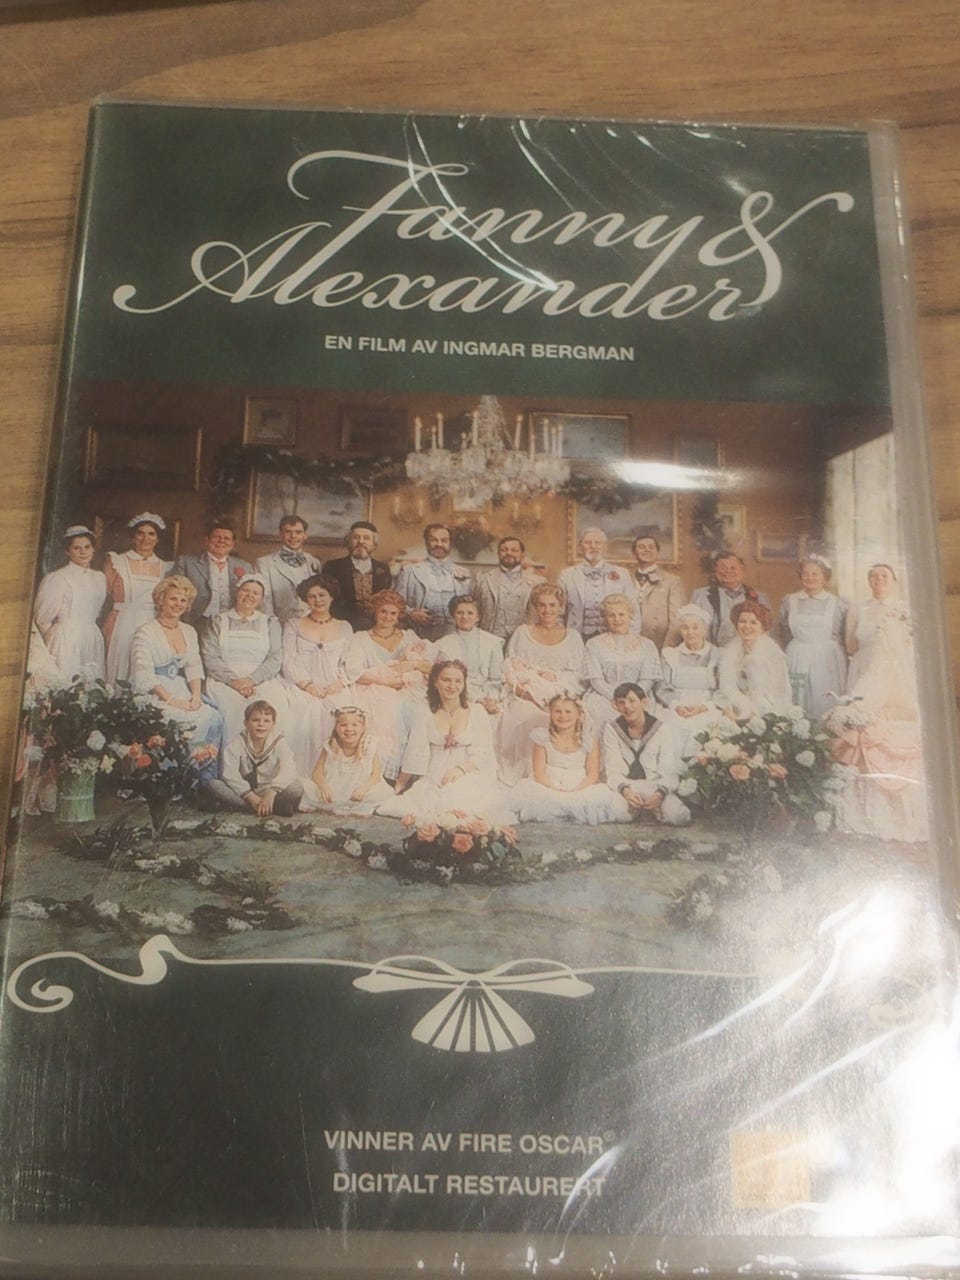 Fanny &
Alexander
EN FILM AV INGMAR BERGMAN
VINNER AV FIRE OSCAR®
DIGITALT RESTAURERT